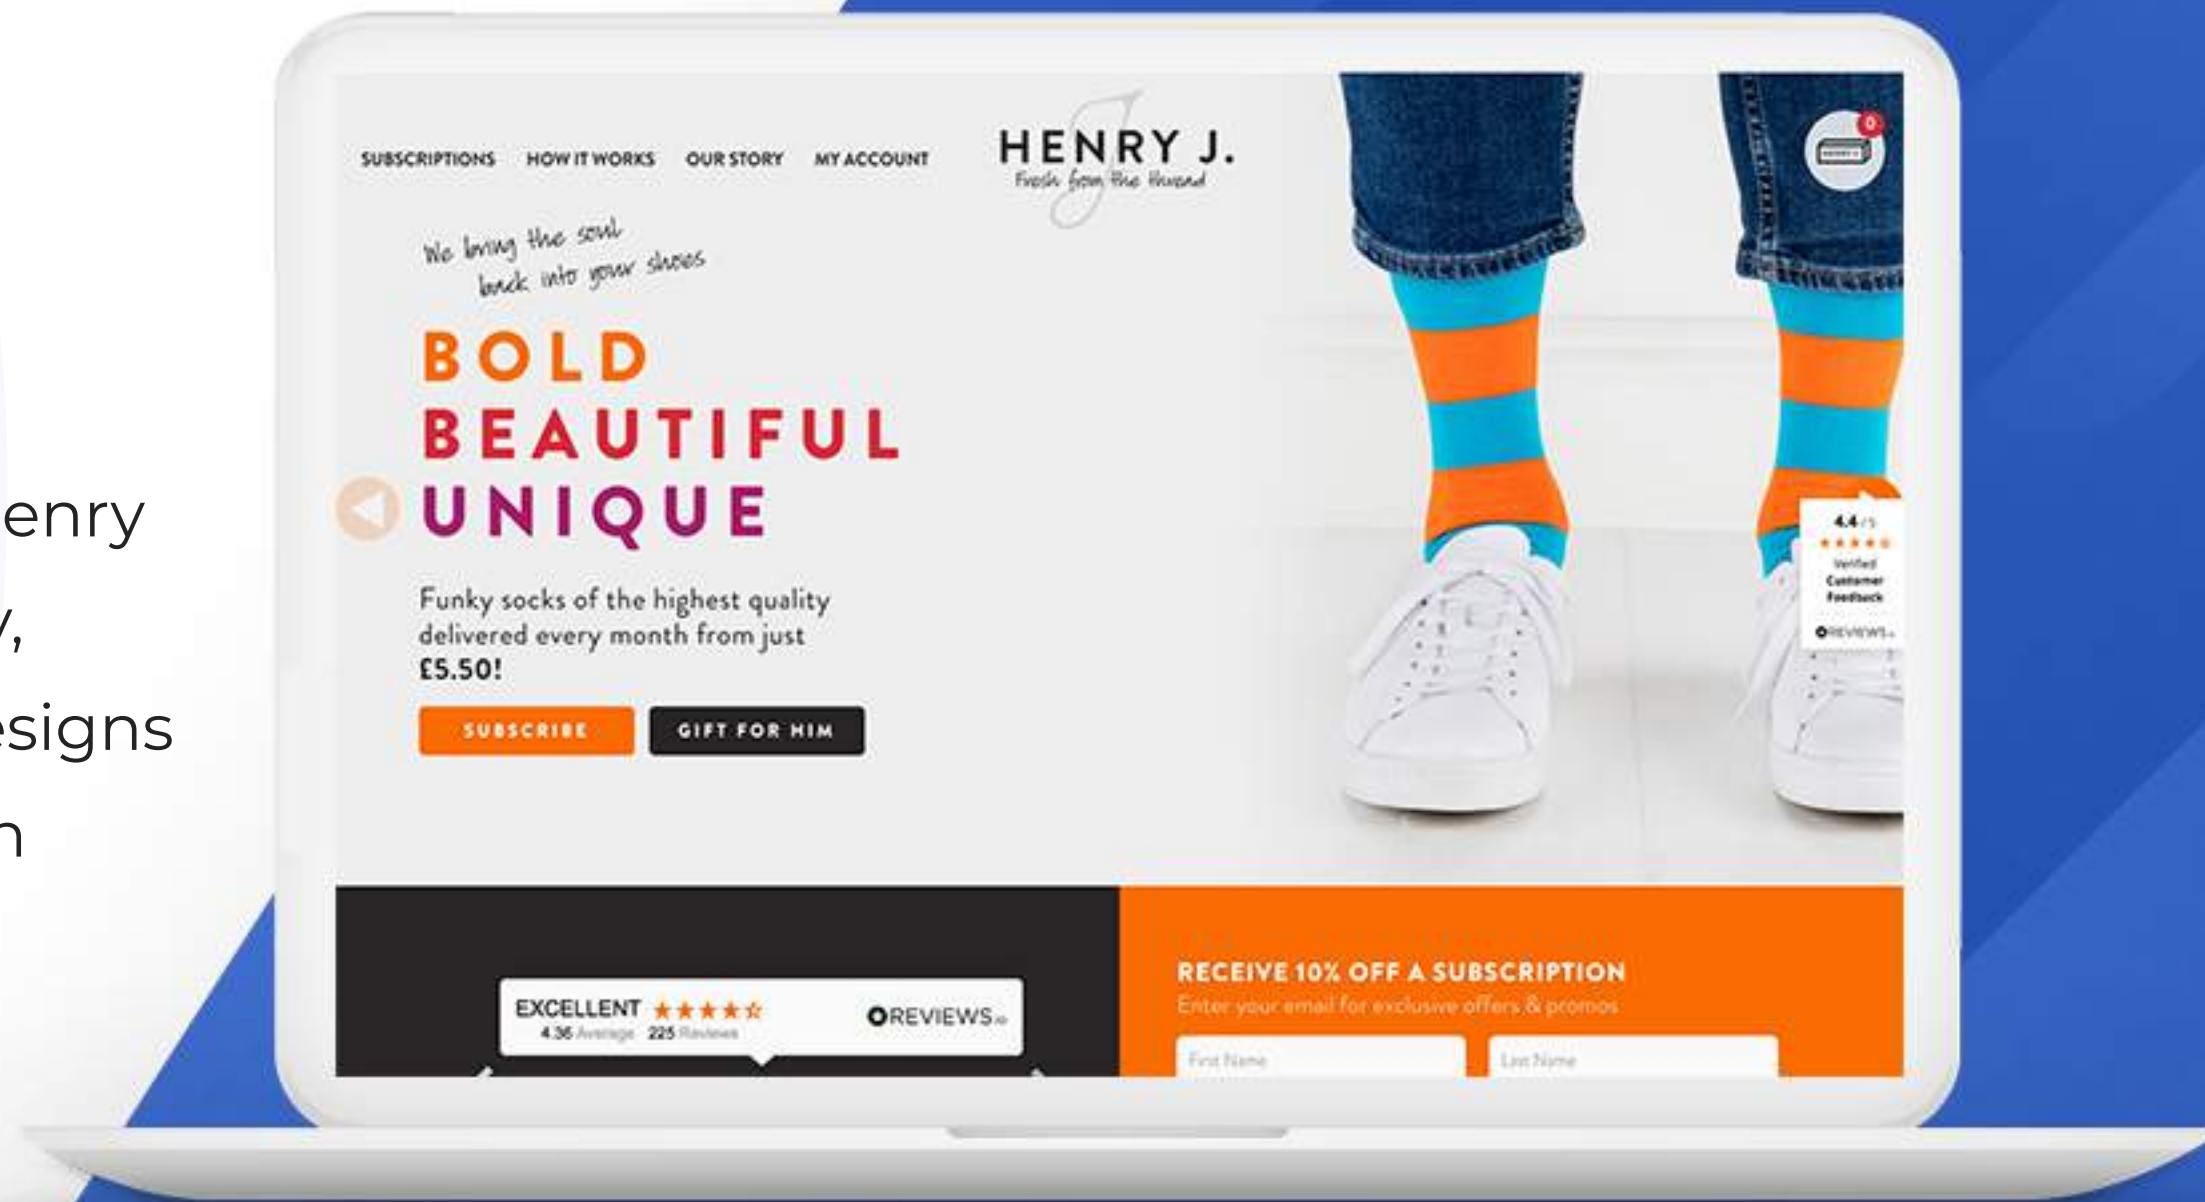 enry
y,
esigns
n
SUBSCRIPTIONS HOW IT WORKS OUR STORY MY ACCOUNT
HENRY J.
Fresh from the thread
0
We bring the soul
back into your shoes
BOLD
BEAUTIFUL
UNIQUE
Funky socks of the highest quality
delivered every month from just
£5.50!
SUBSCRIBE GIFT FOR HIM
4.4 / 5
Verified
Customer
Feedback
REVIEWS
EXCELLENT
4.36 Average 225 Reviews
REVIEWS.io
RECEIVE 10% OFF A SUBSCRIPTION
Enter your email for exclusive offers & promos
First Name Last Name